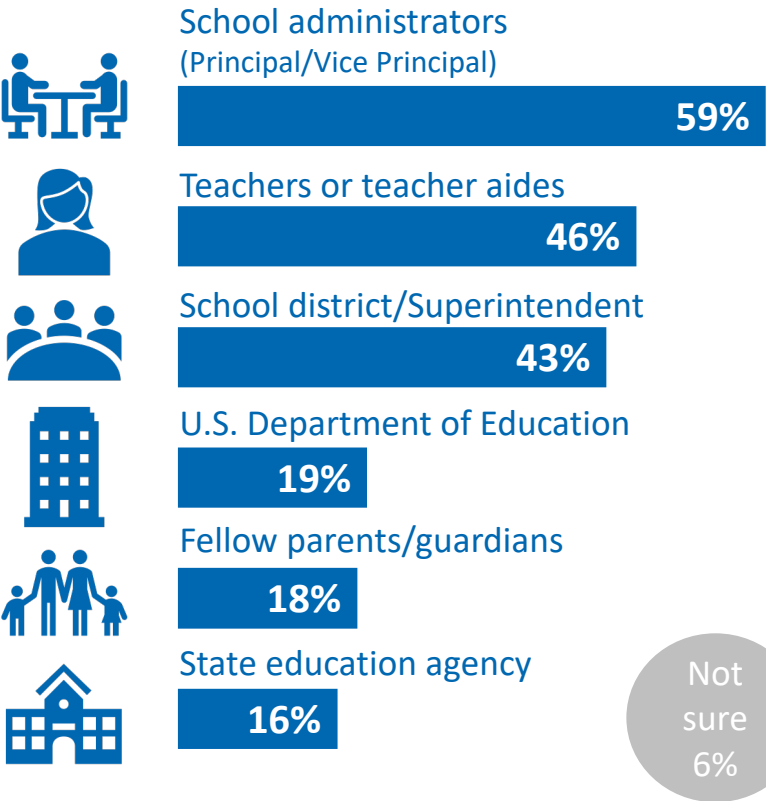 School administrators
(Principal/Vice Principal)
59%
Teachers or teacher aides
46%
School district/Superintendent
43%
U.S. Department of Education
19%
Fellow parents/guardians
18%
State education agency
16%
Not
sure
6%